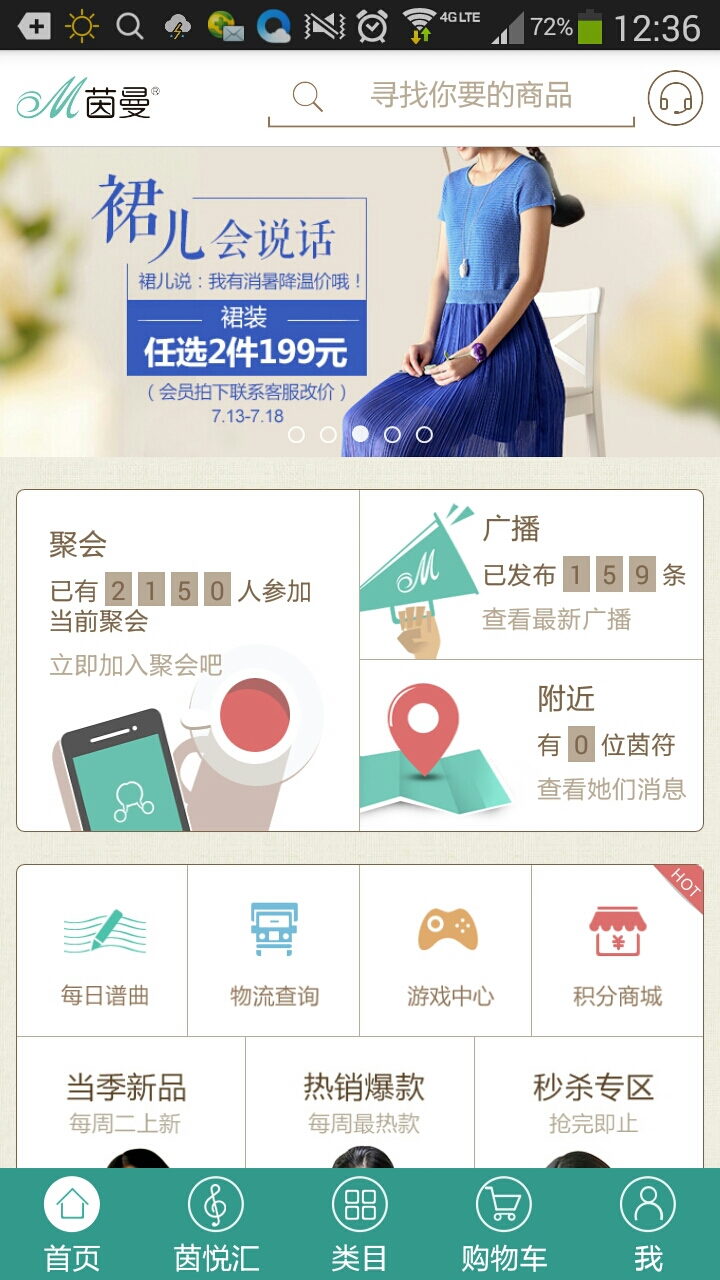 4G LTE 72% 12:36
M茵曼®
寻找你要的商品
裙儿会说话
裙儿说：我有消暑降温价哦！
裙装
任选2件199元
（会员拍下联系客服改价）
7.13-7.18
聚会
已有 2 1 5 0 人参加
当前聚会
立即加入聚会吧
广播
已发布 1 5 9 条
查看最新广播
M
附近
有 0 位茵符
查看她们消息
HOT
每日谱曲
物流查询
游戏中心
积分商城
当季新品
每周二上新
热销爆款
每周最热款
秒杀专区
抢完即止
首页
茵悦汇
类目
购物车
我